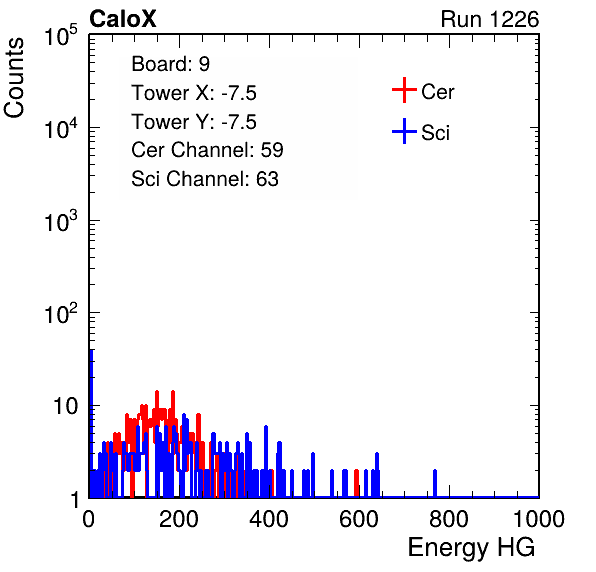 CaloX Run 1226
Board: 9
Tower X: -7.5
Tower Y: -7.5
Cer Channel: 59
Sci Channel: 63
Cer
Sci
Counts
10^5
10^4
10^3
10^2
10
1
0 200 400 600 800 1000
Energy HG